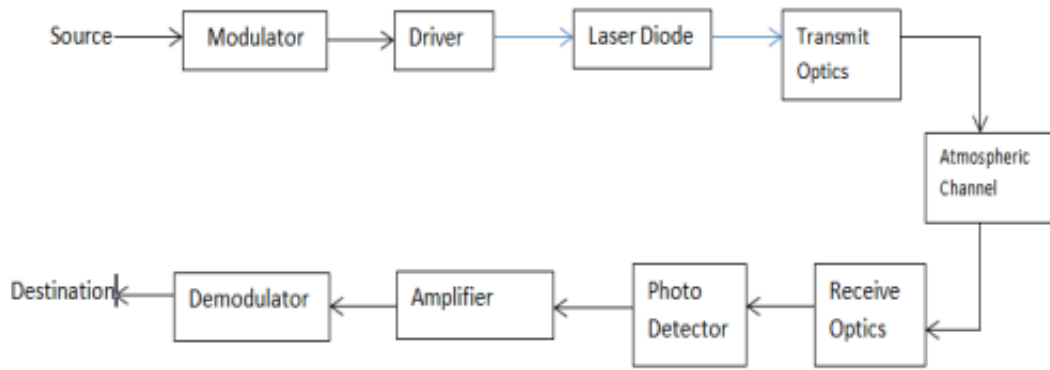 Source
Modulator
Driver
Laser Diode
Transmit
Optics
Atmospheric
Channel
Destination
Demodulator
Amplifier
Photo
Detector
Receive
Optics